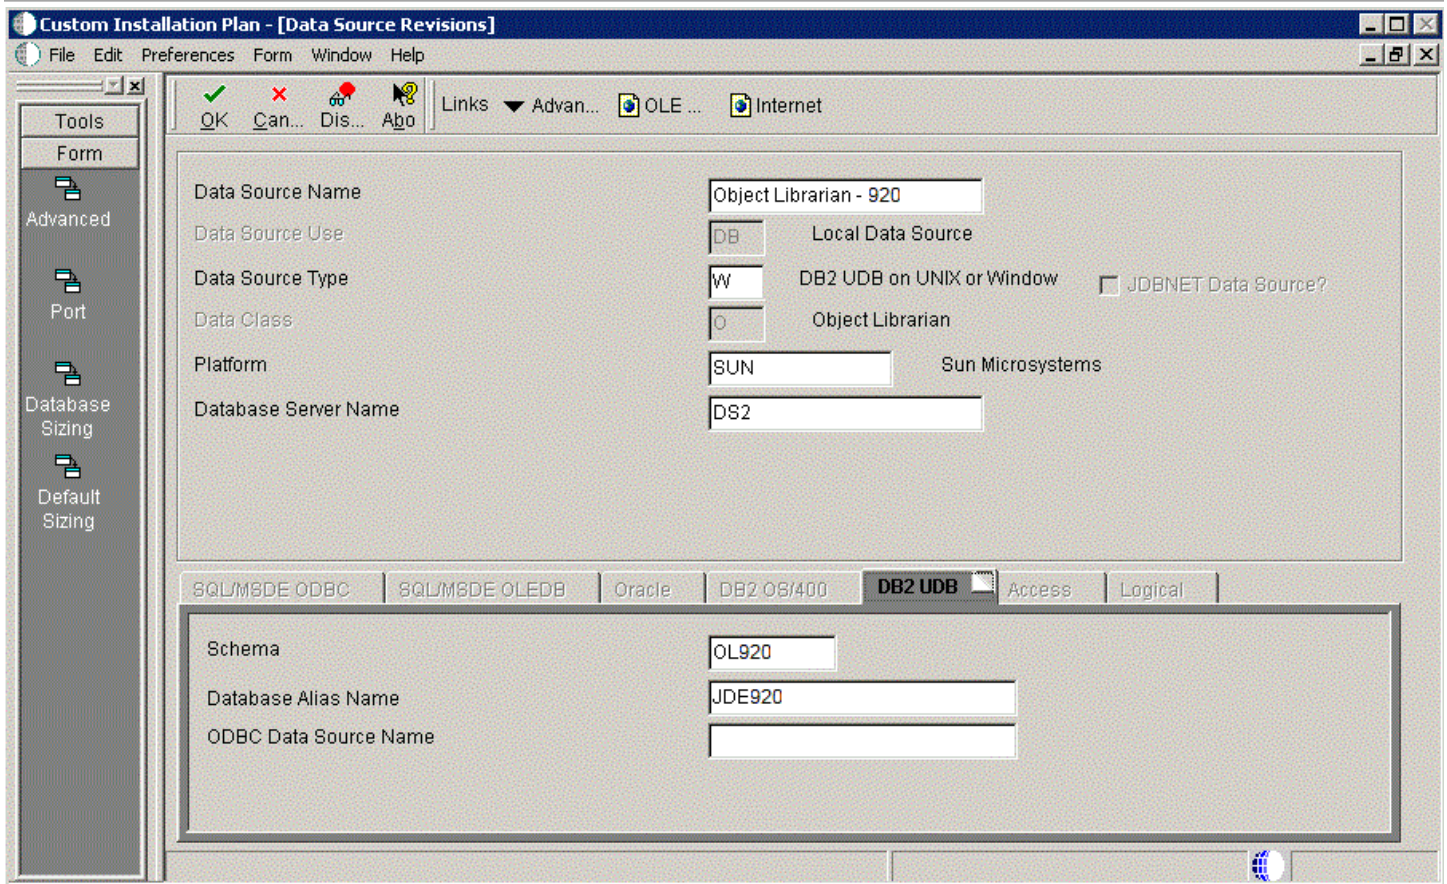 Custom Installation Plan - [Data Source Revisions]
File Edit Preferences Form Window Help
OK Can... Dis... Abo Links Advan... OLE ... Internet
Tools
Form
Advanced
Port
Database
Sizing
Default
Sizing
Data Source Name Object Librarian - 920
Data Source Use DB Local Data Source
Data Source Type W DB2 UDB on UNIX or Window JDBNET Data Source?
Data Class O Object Librarian
Platform SUN Sun Microsystems
Database Server Name DS2
SQL/MSDE ODBC SQL/MSDE OLEDB Oracle DB2 OS/400 DB2 UDB Access Logical
Schema OL920
Database Alias Name JDE920
ODBC Data Source Name